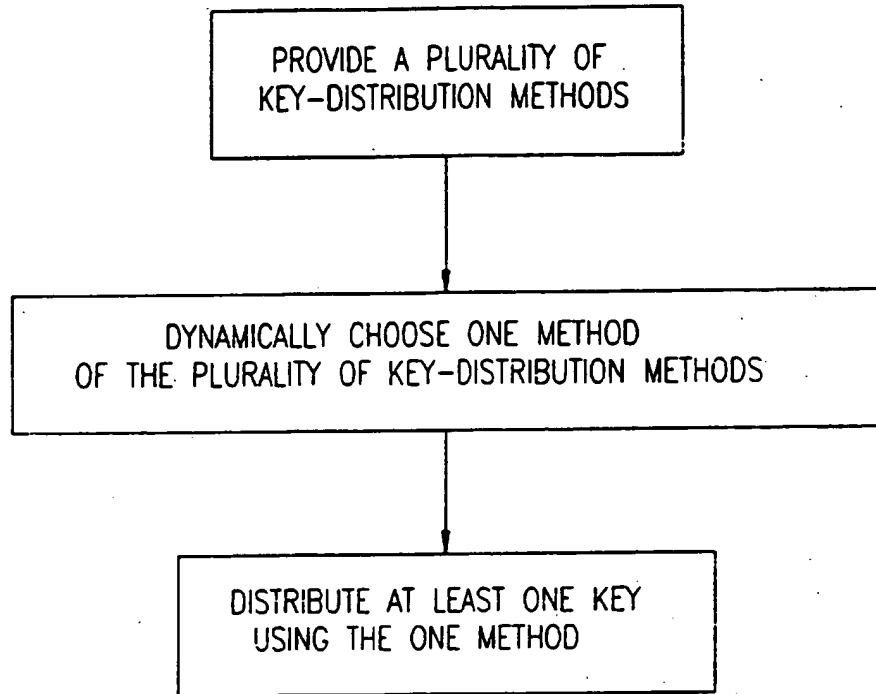 PROVIDE A PLURALITY OF
KEY-DISTRIBUTION METHODS
DYNAMICALLY CHOOSE ONE METHOD
OF THE PLURALITY OF KEY-DISTRIBUTION METHODS
DISTRIBUTE AT LEAST ONE KEY
USING THE ONE METHOD